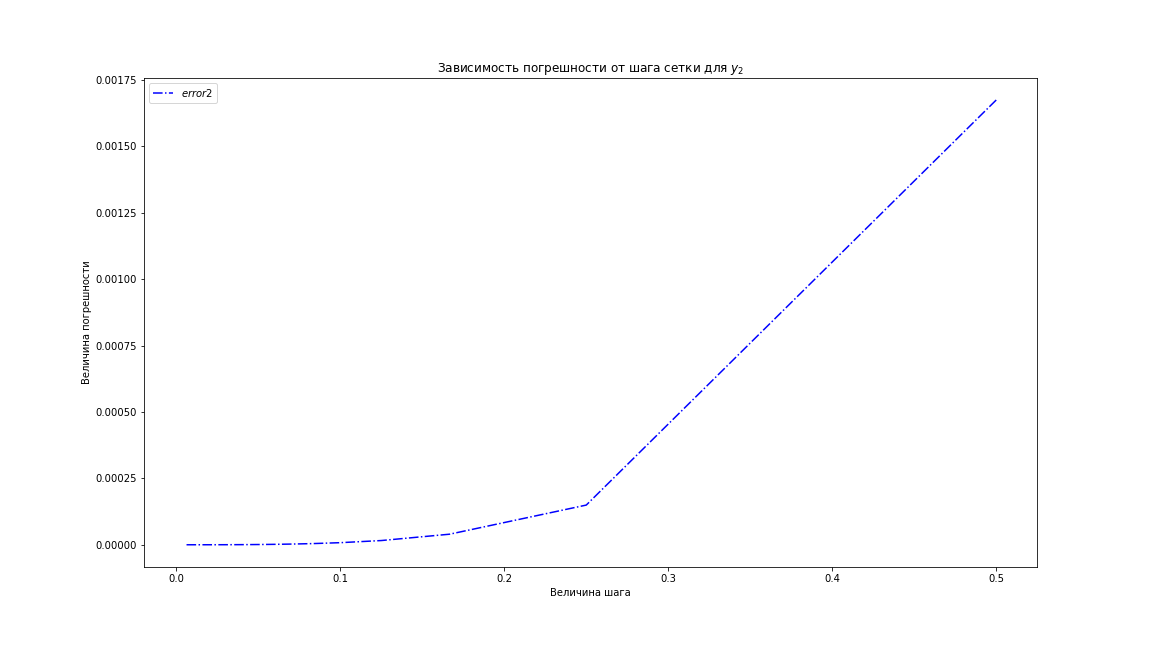 Зависимость погрешности от шага сетки для y₂
error2
Величина погрешности
0.00175
0.00150
0.00125
0.00100
0.00075
0.00050
0.00025
0.00000
0.0 0.1 0.2 0.3 0.4 0.5
Величина шага